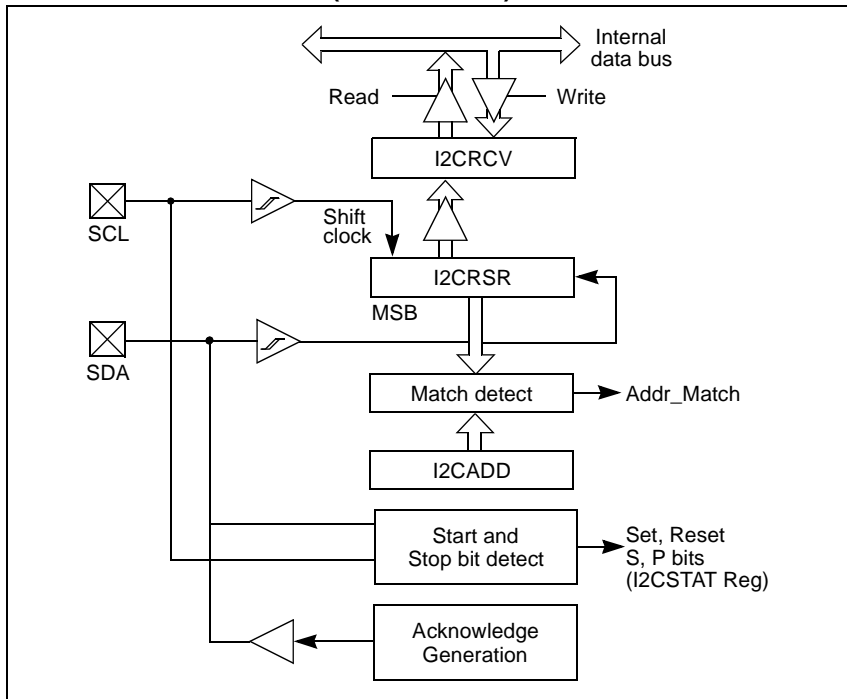 Internal
data bus
Read
Write
I2CRCV
SCL
Shift
clock
I2CRSR
MSB
SDA
Match detect
Addr_Match
I2CADD
Start and
Stop bit detect
Set, Reset
S, P bits
(I2CSTAT Reg)
Acknowledge
Generation